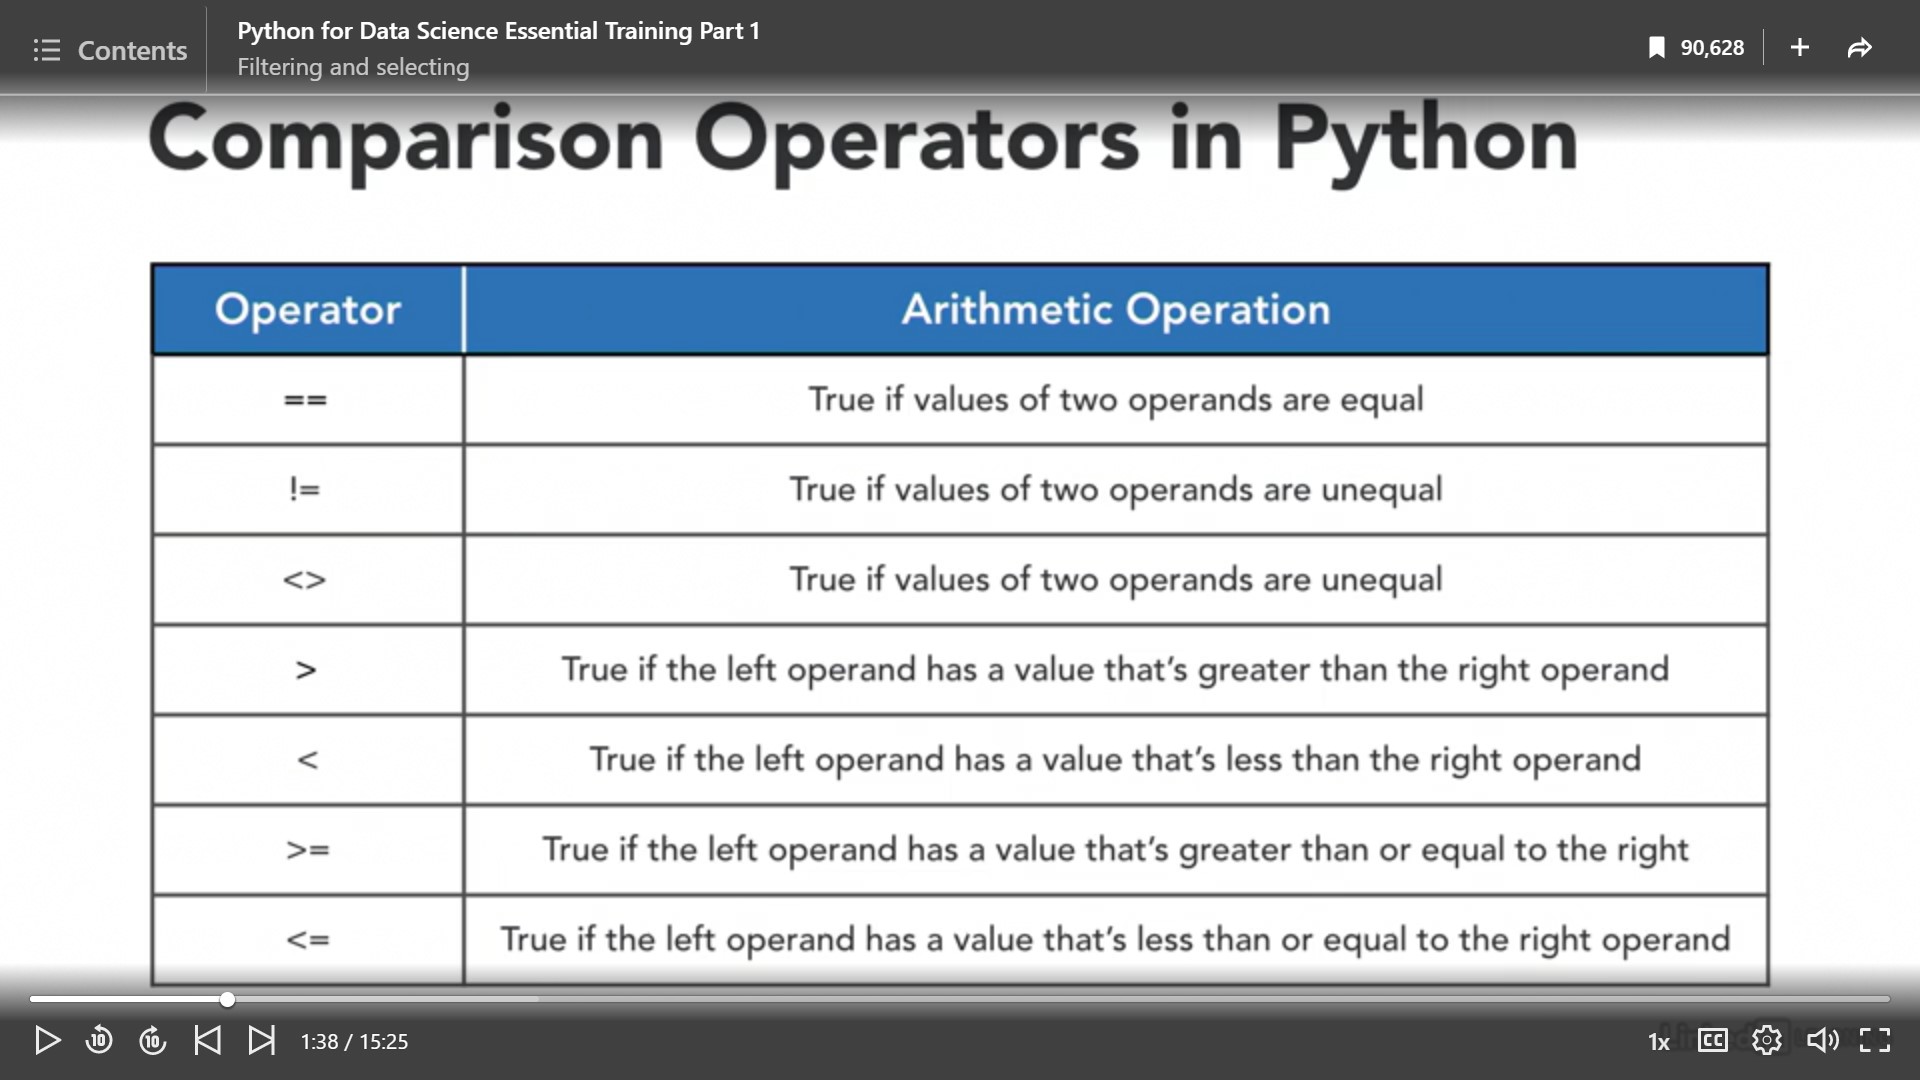 Contents
Python for Data Science Essential Training Part 1
Filtering and selecting
90,628
Comparison Operators in Python
Operator Arithmetic Operation
== True if values of two operands are equal
!= True if values of two operands are unequal
<> True if values of two operands are unequal
> True if the left operand has a value that's greater than the right operand
< True if the left operand has a value that's less than the right operand
>= True if the left operand has a value that's greater than or equal to the right
<= True if the left operand has a value that's less than or equal to the right operand
10 10 1:38 / 15:25 1x CC